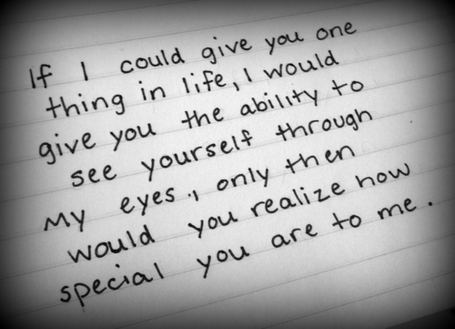 If I could give you one
thing in life, I would
give you the ability to
see yourself through
my eyes., only then
would you realize how
special you are to me.